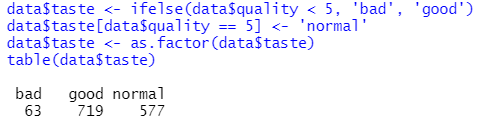 data$taste <- ifelse(data$quality < 5, 'bad', 'good')
data$taste[data$quality == 5] <- 'normal'
data$taste <- as.factor(data$taste)
table(data$taste)
bad good normal
63 719 577